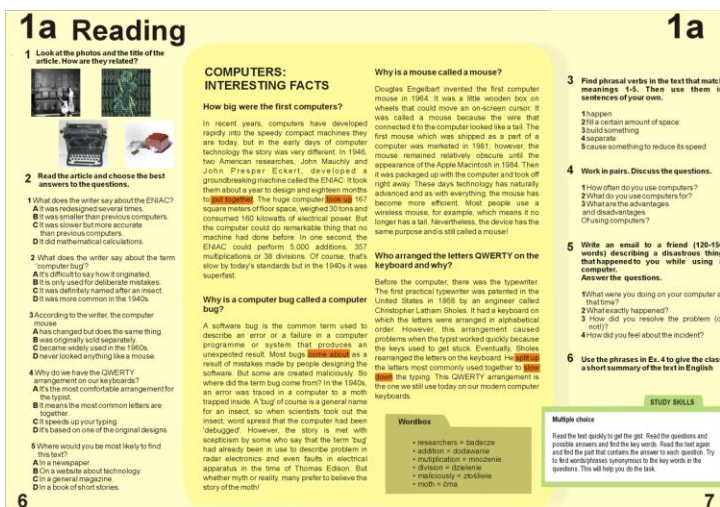 1a Reading
1 Look at the photos and the title of the
article. How are they related?
2 Read the article and choose the best
answers to the questions.
1 What does the writer say about the ENIAC?
A It was redesigned several times.
B It was smaller than previous computers.
C It was slower but more accurate
than previous computers.
D It did mathematical calculations.
2 What does the writer say about the term
'computer bug'?
A It's difficult to say how it originated.
B It is only used for deliberate mistakes.
C It was definitely named after an insect.
D It was more common in the 1940s.
3 According to the writer, the computer
mouse
A has changed but does the same thing.
B was originally sold separately.
C became widely used in the 1960s.
D never looked anything like a mouse.
4 Why do we have the QWERTY
arrangement on our keyboards?
A It's the most comfortable arrangement for
the typist.
B It means the most common letters are
together.
C It speeds up your typing.
D It's based on one of the original designs.
5 Where would you be most likely to find
this text?
A In a newspaper.
B On a website about technology.
C In a general magazine.
D In a book of short stories.
6
COMPUTERS:
INTERESTING FACTS
How big were the first computers?
In recent years, computers have developed
rapidly into the speedy compact machines they
are today, but in the early days of computer
technology the story was very different. In 1946,
two American researchers, John Mauchly and
John Presper Eckert, developed a
groundbreaking machine called the ENIAC. It took
them about a year to design and eighteen months
to put together. The huge computer took up 167
square meters of floor space, weighed 30 tons and
consumed 160 kilowatts of electrical power. But
the computer could do remarkable thing that no
machine had done before. In one second, the
ENIAC could perform 5,000 additions, 357
multiplications or 38 divisions. Of course, that's
slow by today's standards but in the 1940s it was
superfast.
Why is a computer bug called a computer
bug?
A software bug is the common term used to
describe an error or a failure in a computer
programme or system that produces an
unexpected result. Most bugs come about as a
result of mistakes made by people designing the
software. But some are created maliciously. So
where did the term bug come from? In the 1940s,
an error was traced in a computer to a moth
trapped inside. A 'bug' of course is a general name
for an insect, so when scientists took out the
insect, word spread that the computer had been
'debugged'. However, the story is met with
scepticism by some who say that the term 'bug'
had already been in use to describe problem in
radar electronics and even faults in electrical
apparatus in the time of Thomas Edison. But
whether myth or reality, many prefer to believe the
story of the moth!
Why is a mouse called a mouse?
Douglas Engelbart invented the first computer
mouse in 1964. It was a little wooden box on
wheels that could move an on-screen cursor. It
was called a mouse because the wire that
connected it to the computer looked like a tail. The
first mouse which was shipped as a part of a
computer was marketed in 1981; however, the
mouse remained relatively obscure until the
appearance of the Apple Macintosh in 1984. Then
it was packaged up with the computer and took off
right away. These days technology has naturally
advanced and as with everything, the mouse has
become more efficient. Most people use a
wireless mouse, for example, which means it no
longer has a tail. Nevertheless, the device has the
same purpose and is still called a mouse!
Who arranged the letters QWERTY on the
keyboard and why?
Before the computer, there was the typewriter.
The first practical typewriter was patented in the
United States in 1868 by an engineer called
Christopher Latham Sholes. It had a keyboard on
which the letters were arranged in alphabetical
order. However, this arrangement caused
problems when the typist worked quickly because
the keys used to get stuck. Eventually, Sholes
rearranged the letters on the keyboard. He split up
the letters most commonly used together to slow
down the typing. This QWERTY arrangement is
the one we still use today on our modern computer
keyboards.
Wordbox
• researchers = badacze
• addition = dodawanie
• mutiplication = mnożenie
• division = dzielenie
• maliciously = złośliwie
• moth = ćma
1a
3 Find phrasal verbs in the text that match
meanings 1-5. Then use them in
sentences of your own.
1 happen
2 fill a certain amount of space
3 build something
4 separate
5 cause something to reduce its speed
4 Work in pairs. Discuss the questions.
1 How often do you use computers?
2 What do you use computers for?
3 What are the advantages
and disadvantages
Of using computers?
5 Write an email to a friend (120-150
words) describing a disastrous thing
that happened to you while using a
computer.
Answer the questions.
1 What were you doing on your computer at
that time?
2 What exactly happened?
3 How did you resolve the problem (or
not!)?
4 How did you feel about the incident?
6 Use the phrases in Ex. 4 to give the class
a short summary of the text in English
STUDY SKILLS
Multiple choice
Read the text quickly to get the gist. Read the questions and
possible answers and find the key words. Read the text again
and find the part that contains the answer to each question. Try
to find words/phrases synonymous to the key words in the
questions. This will help you do the task.
7